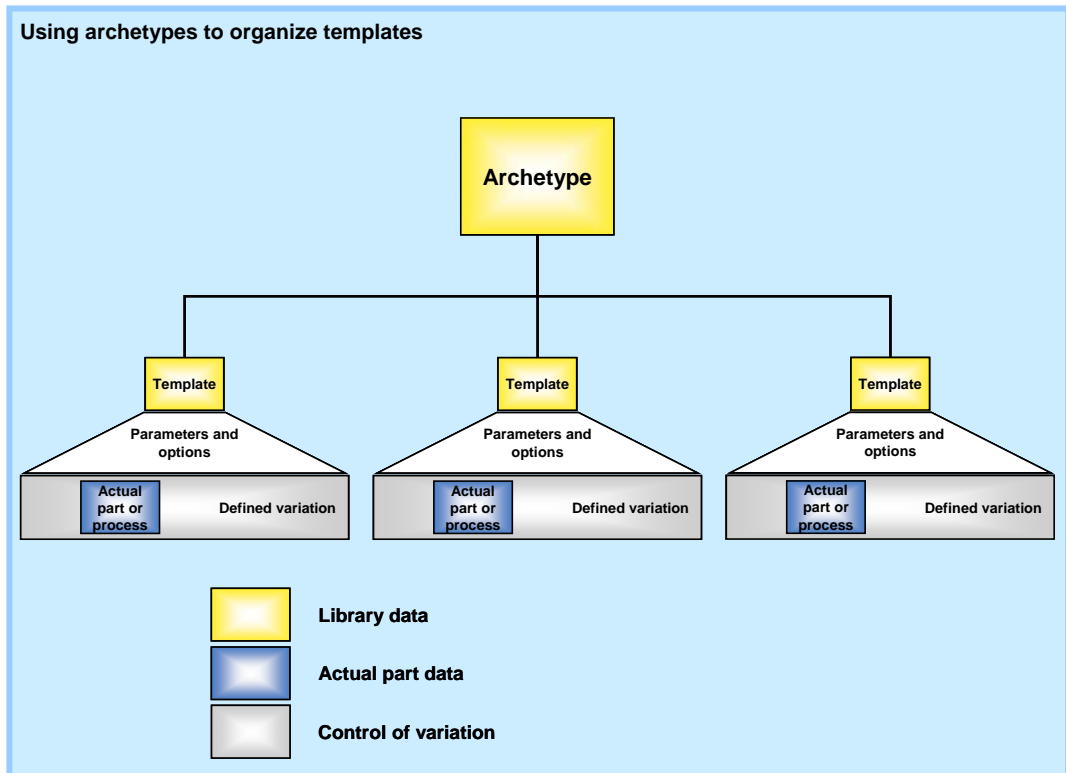 Using archetypes to organize templates
Archetype
Template
Template
Template
Parameters and
options
Parameters and
options
Parameters and
options
Actual
part or
process
Defined variation
Actual
part or
process
Defined variation
Actual
part or
process
Defined variation
Library data
Actual part data
Control of variation